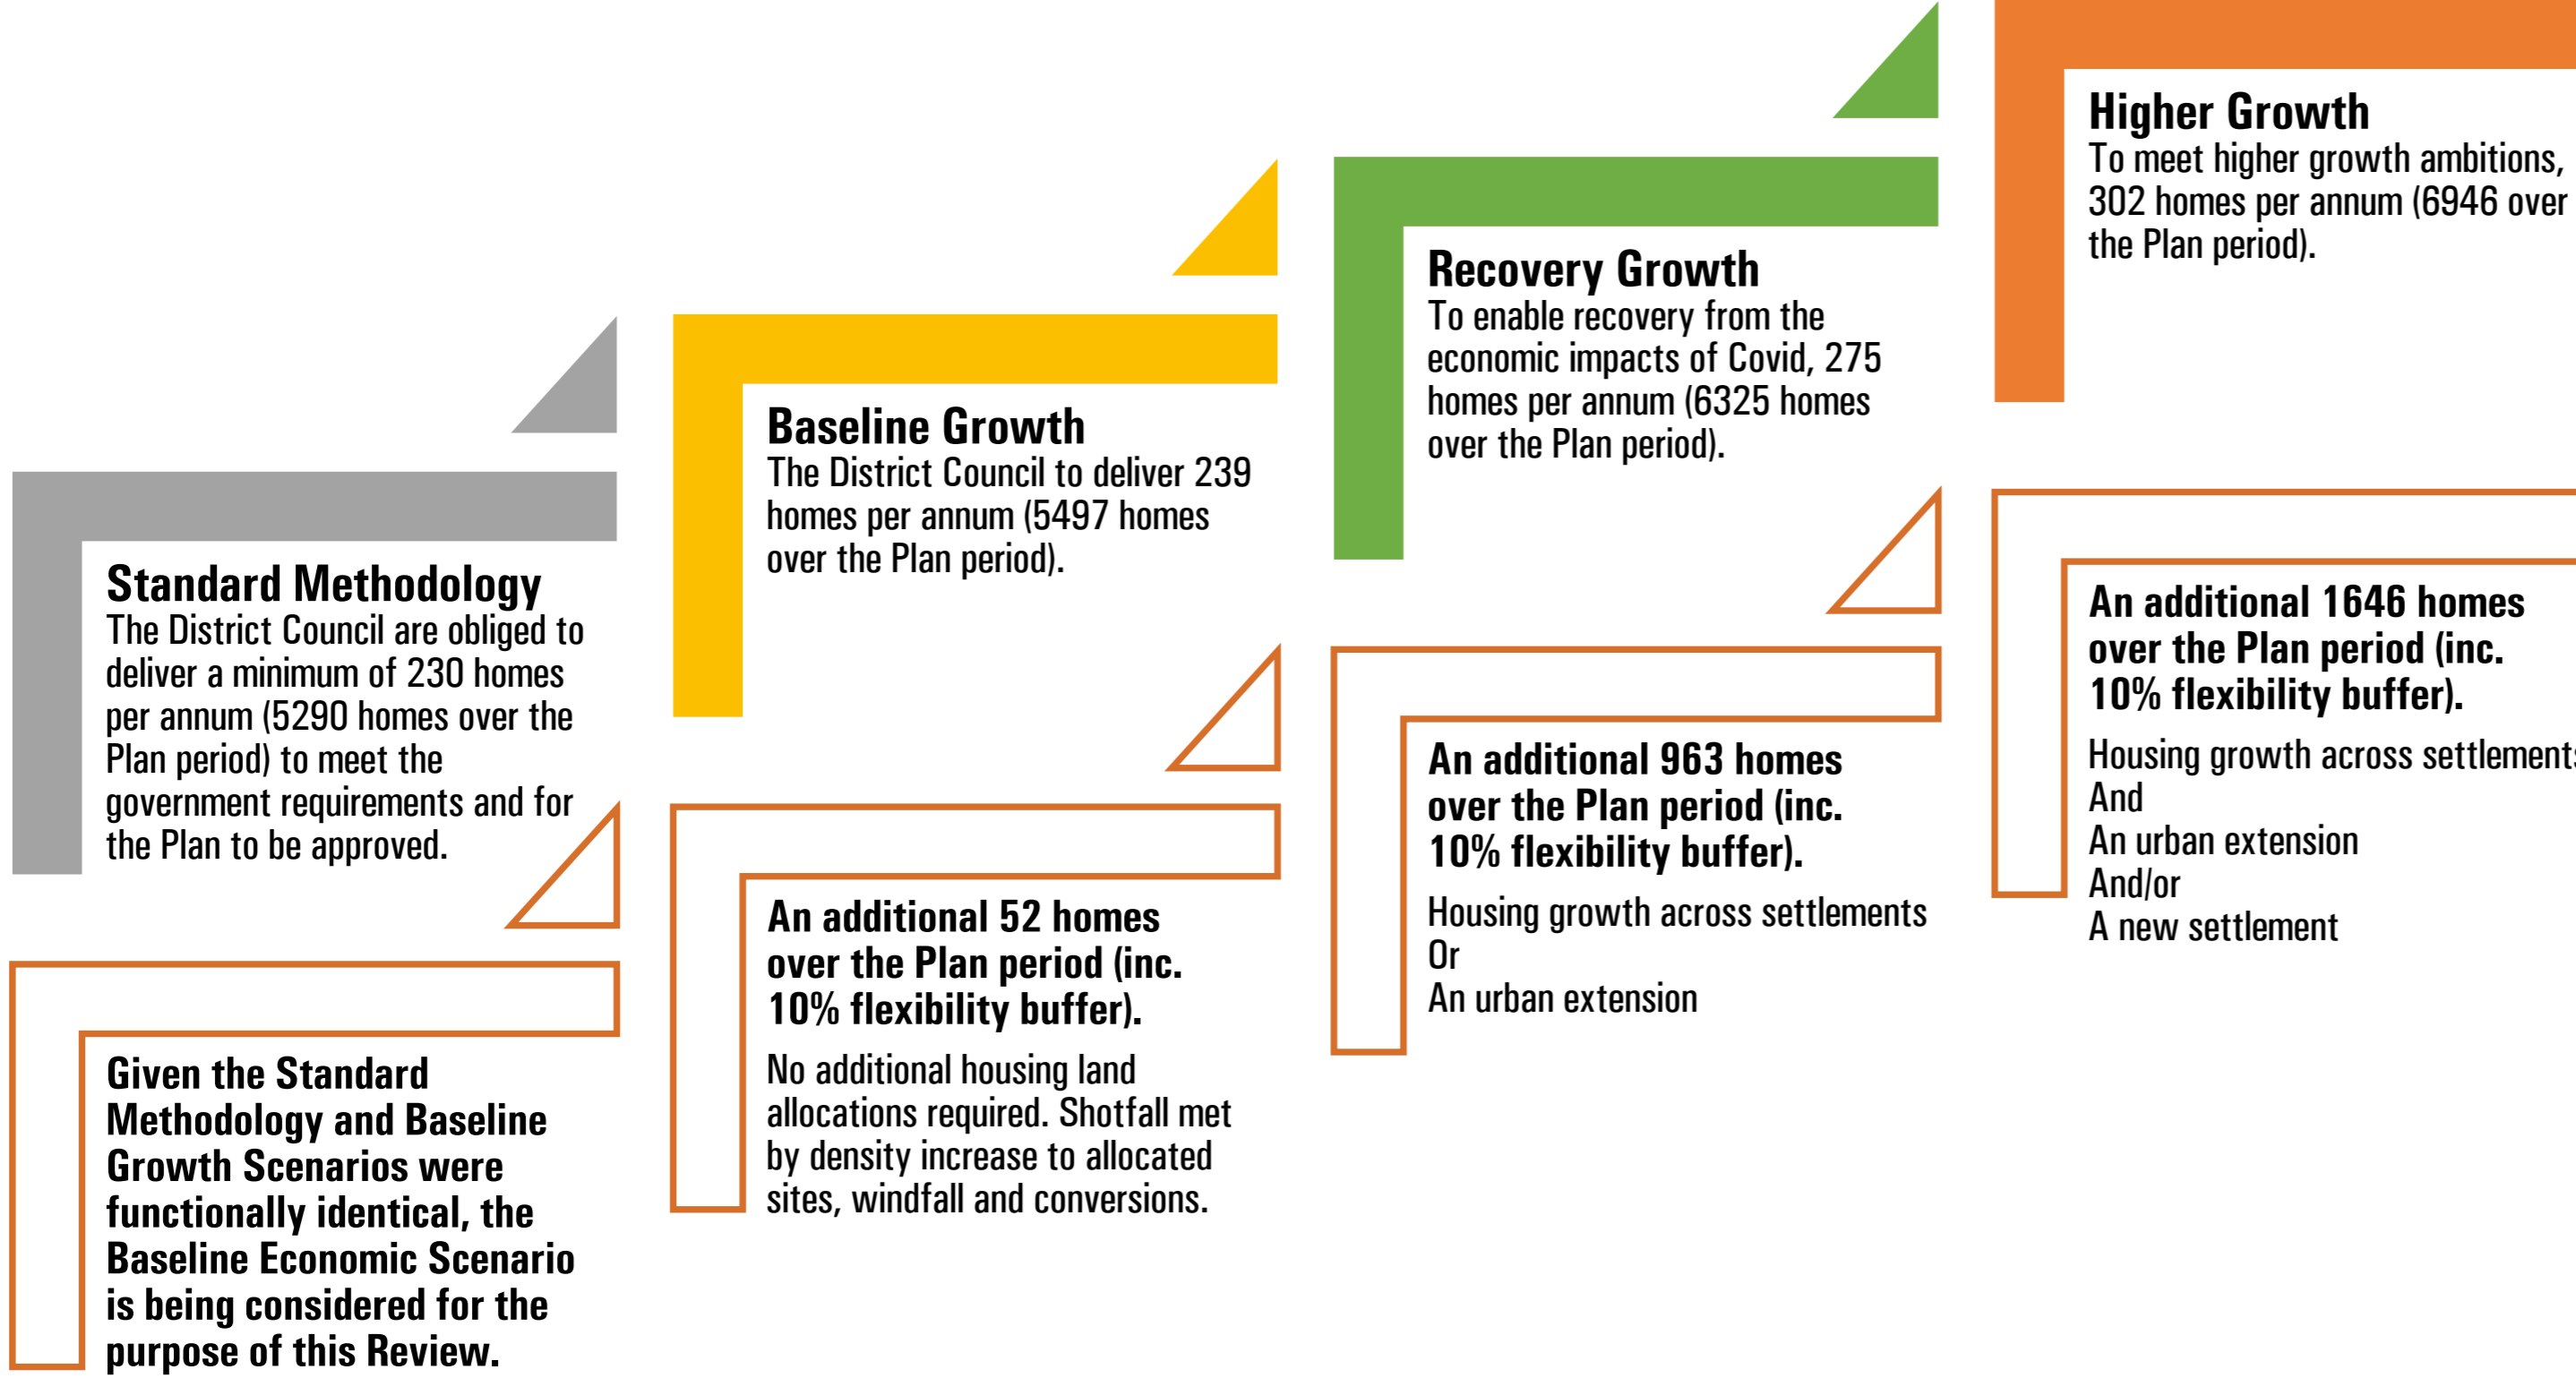 Standard Methodology
The District Council are obliged to
deliver a minimum of 230 homes
per annum (5290 homes over the
Plan period) to meet the
government requirements and for
the Plan to be approved.
Baseline Growth
The District Council to deliver 239
homes per annum (5497 homes
over the Plan period).
Recovery Growth
To enable recovery from the
economic impacts of Covid, 275
homes per annum (6325 homes
over the Plan period).
Higher Growth
To meet higher growth ambitions,
302 homes per annum (6946 over
the Plan period).
Given the Standard
Methodology and Baseline
Growth Scenarios were
functionally identical, the
Baseline Economic Scenario
is being considered for the
purpose of this Review.
An additional 52 homes
over the Plan period (inc.
10% flexibility buffer).
No additional housing land
allocations required. Shotfall met
by density increase to allocated
sites, windfall and conversions.
An additional 963 homes
over the Plan period (inc.
10% flexibility buffer).
Housing growth across settlements
Or
An urban extension
An additional 1646 homes
over the Plan period (inc.
10% flexibility buffer).
Housing growth across settlements
And
An urban extension
And/or
A new settlement